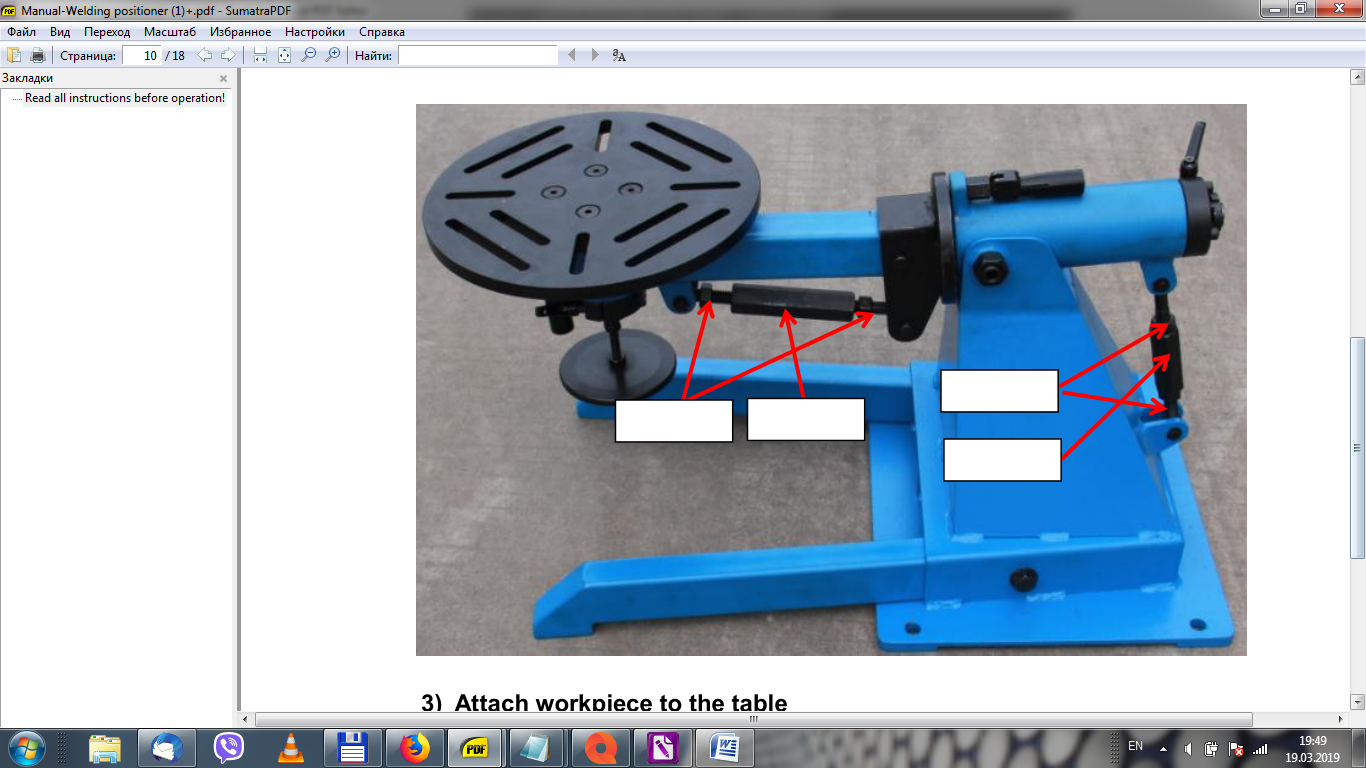 Manual-Welding positioner (1)+.pdf - SumatraPDF
Файл Вид Переход Масштаб Избранное Настройки Справка
Страница: 10 / 18 Найти:
Закладки
Read all instructions before operation!
3) Attach workpiece to the table
PDF
EN
19:49
19.03.2019